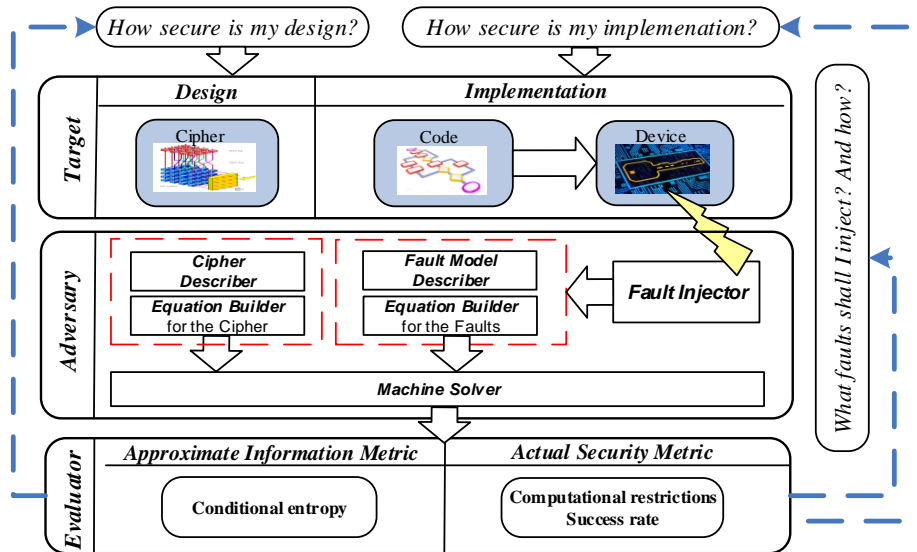 How secure is my design?
How secure is my implemenation?
What faults shall I inject? And how?
Target
Design
Implementation
Cipher
Code
Device
Adversary
Cipher
Describer
Equation Builder
for the Cipher
Fault Model
Describer
Equation Builder
for the Faults
Fault Injector
Machine Solver
Evaluator
Approximate Information Metric
Actual Security Metric
Conditional entropy
Computational restrictions
Success rate